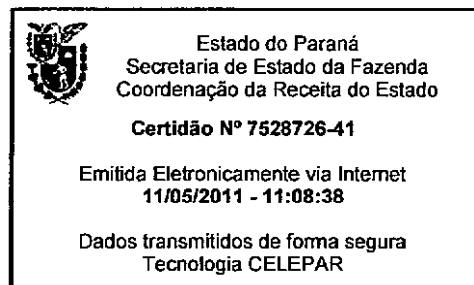 Estado do Paraná
Secretaria de Estado da Fazenda
Coordenação da Receita do Estado
Certidão Nº 7528726-41
Emitida Eletronicamente via Internet
11/05/2011 - 11:08:38
Dados transmitidos de forma segura
Tecnologia CELEPAR